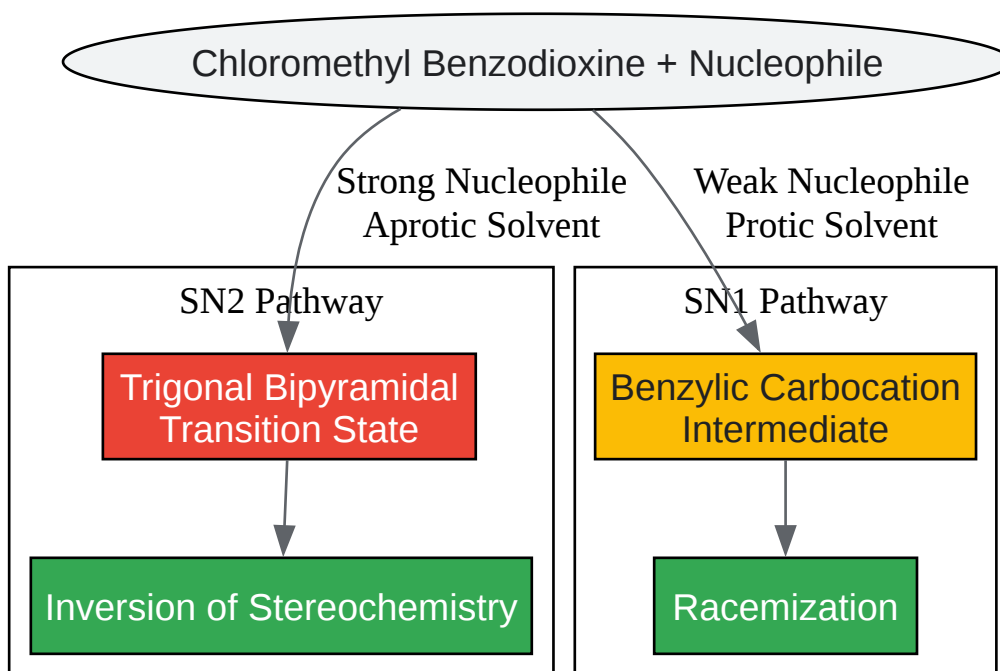 Chloromethyl Benzodioxine + Nucleophile
Strong Nucleophile
Aprotic Solvent
Weak Nucleophile
Protic Solvent
SN2 Pathway
SN1 Pathway
Trigonal Bipyramidal
Transition State
Benzylic Carbocation
Intermediate
Inversion of Stereochemistry
Racemization